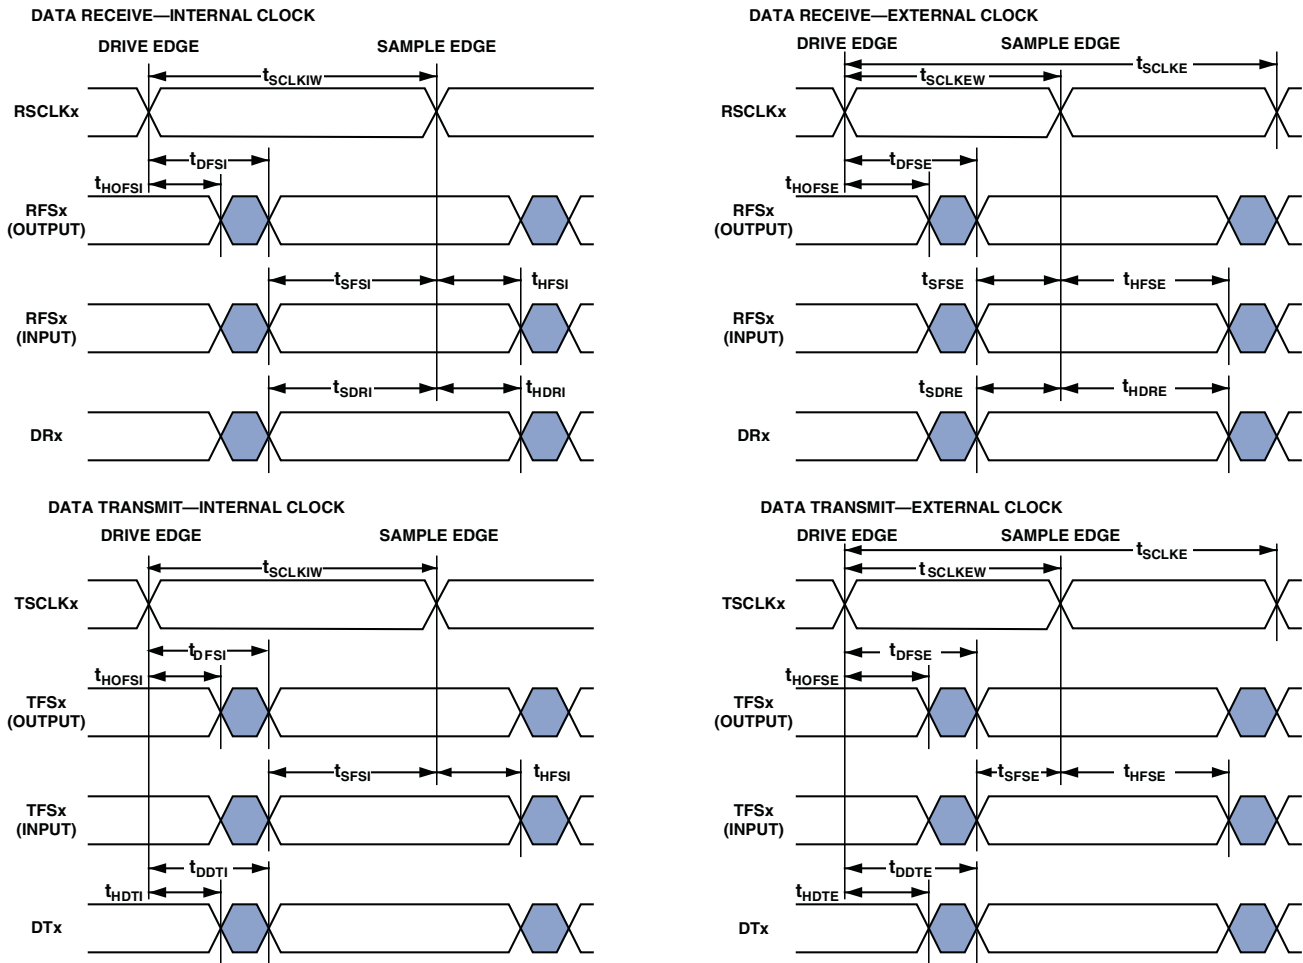 DATA RECEIVE—INTERNAL CLOCK
DRIVE EDGE
SAMPLE EDGE
tSCLKIW
RSCLKx
tDFSI
tHOFSI
RFSx
(OUTPUT)
tSFSI
tHFSI
RFSx
(INPUT)
tSDRI
tHDRI
DRx
DATA RECEIVE—EXTERNAL CLOCK
DRIVE EDGE
SAMPLE EDGE
tSCLKE
tSCLKEW
RSCLKx
tDFSE
tHOFSE
RFSx
(OUTPUT)
tSFSE
tHFSE
RFSx
(INPUT)
tSDRE
tHDRE
DRx
DATA TRANSMIT—INTERNAL CLOCK
DRIVE EDGE
SAMPLE EDGE
tSCLKIW
TSCLKx
tDFSI
tHOFSI
TFSx
(OUTPUT)
tSFSI
tHFSI
TFSx
(INPUT)
tDDTI
tHDTI
DTx
DATA TRANSMIT—EXTERNAL CLOCK
DRIVE EDGE
SAMPLE EDGE
tSCLKE
tSCLKEW
TSCLKx
tDFSE
tHOFSE
TFSx
(OUTPUT)
tSFSE
tHFSE
TFSx
(INPUT)
tDDTE
tHDTE
DTx